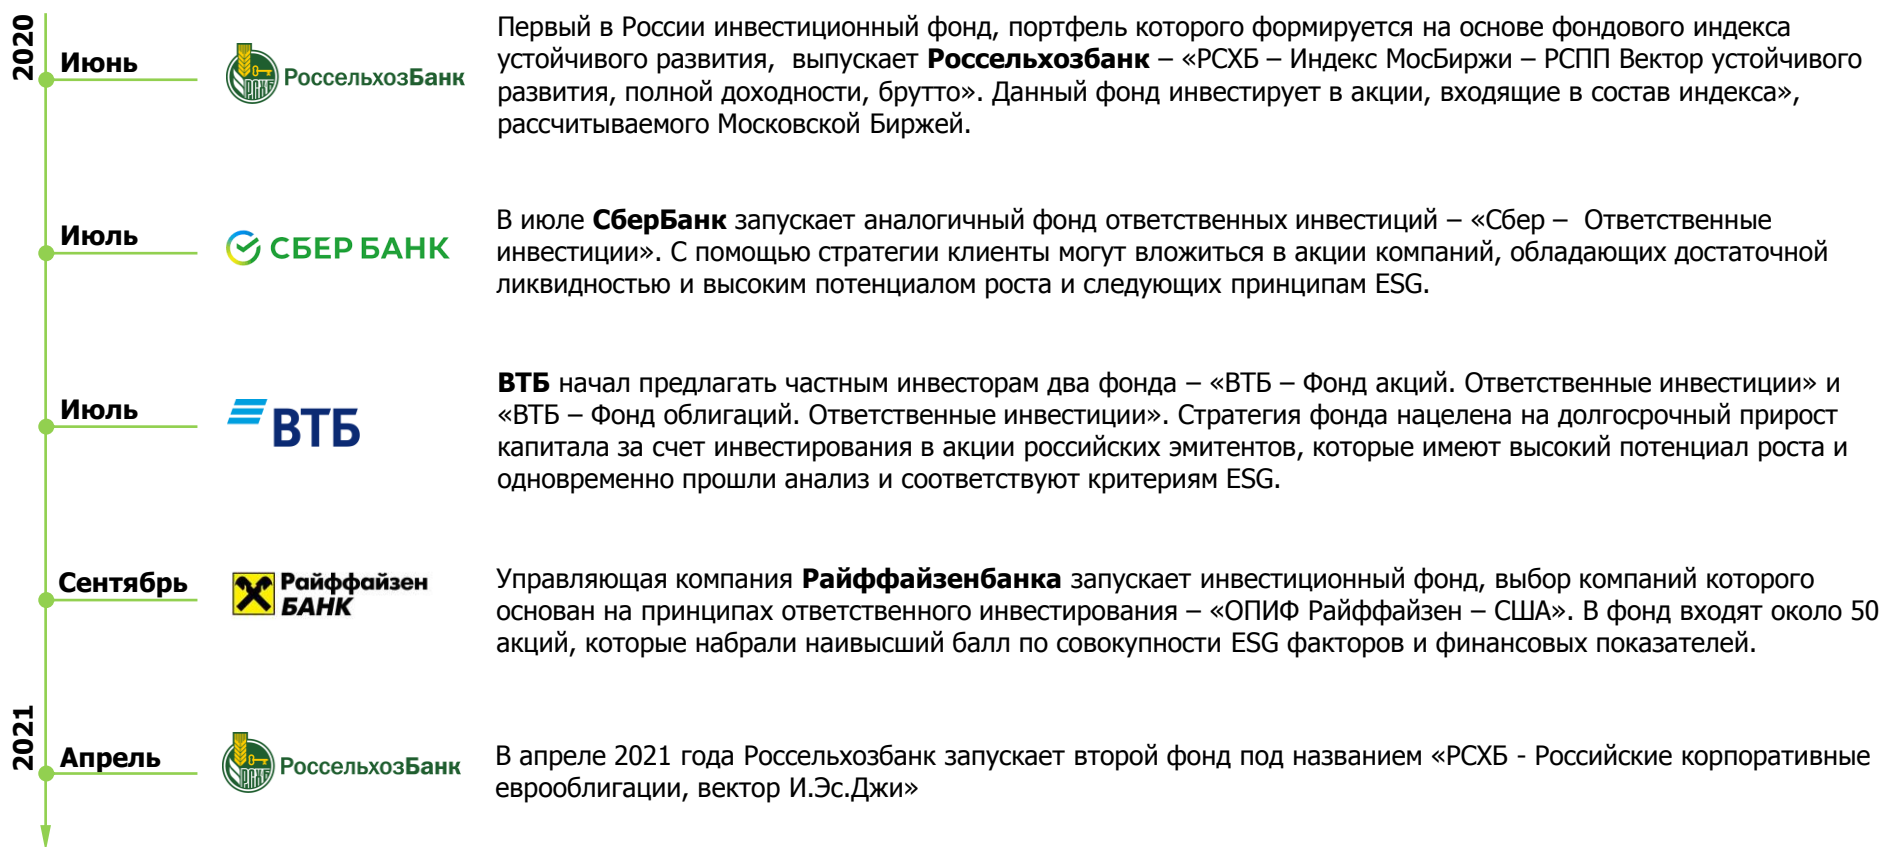 2020
Июнь
РоссельхозБанк
Первый в России инвестиционный фонд, портфель которого формируется на основе фондового индекса
устойчивого развития, выпускает Россельхозбанк – «РСХБ – Индекс МосБиржи – РСПП Вектор устойчивого
развития, полной доходности, брутто». Данный фонд инвестирует в акции, входящие в состав индекса»,
рассчитываемого Московской Биржей.
Июль
СБЕР БАНК
В июле СберБанк запускает аналогичный фонд ответственных инвестиций – «Сбер – Ответственные
инвестиции». С помощью стратегии клиенты могут вложиться в акции компаний, обладающих достаточной
ликвидностью и высоким потенциалом роста и следующих принципам ESG.
Июль
ВТБ
ВТБ начал предлагать частным инвесторам два фонда – «ВТБ – Фонд акций. Ответственные инвестиции» и
«ВТБ – Фонд облигаций. Ответственные инвестиции». Стратегия фонда нацелена на долгосрочный прирост
капитала за счет инвестирования в акции российских эмитентов, которые имеют высокий потенциал роста и
одновременно прошли анализ и соответствуют критериям ESG.
Сентябрь
Райффайзен
БАНК
Управляющая компания Райффайзенбанка запускает инвестиционный фонд, выбор компаний которого
основан на принципах ответственного инвестирования – «ОПИФ Райффайзен – США». В фонд входят около 50
акций, которые набрали наивысший балл по совокупности ESG факторов и финансовых показателей.
2021
Апрель
РСХБ
РоссельхозБанк
В апреле 2021 года Россельхозбанк запускает второй фонд под названием «РСХБ - Российские корпоративные
еврооблигации, вектор И.Эс.Джи»